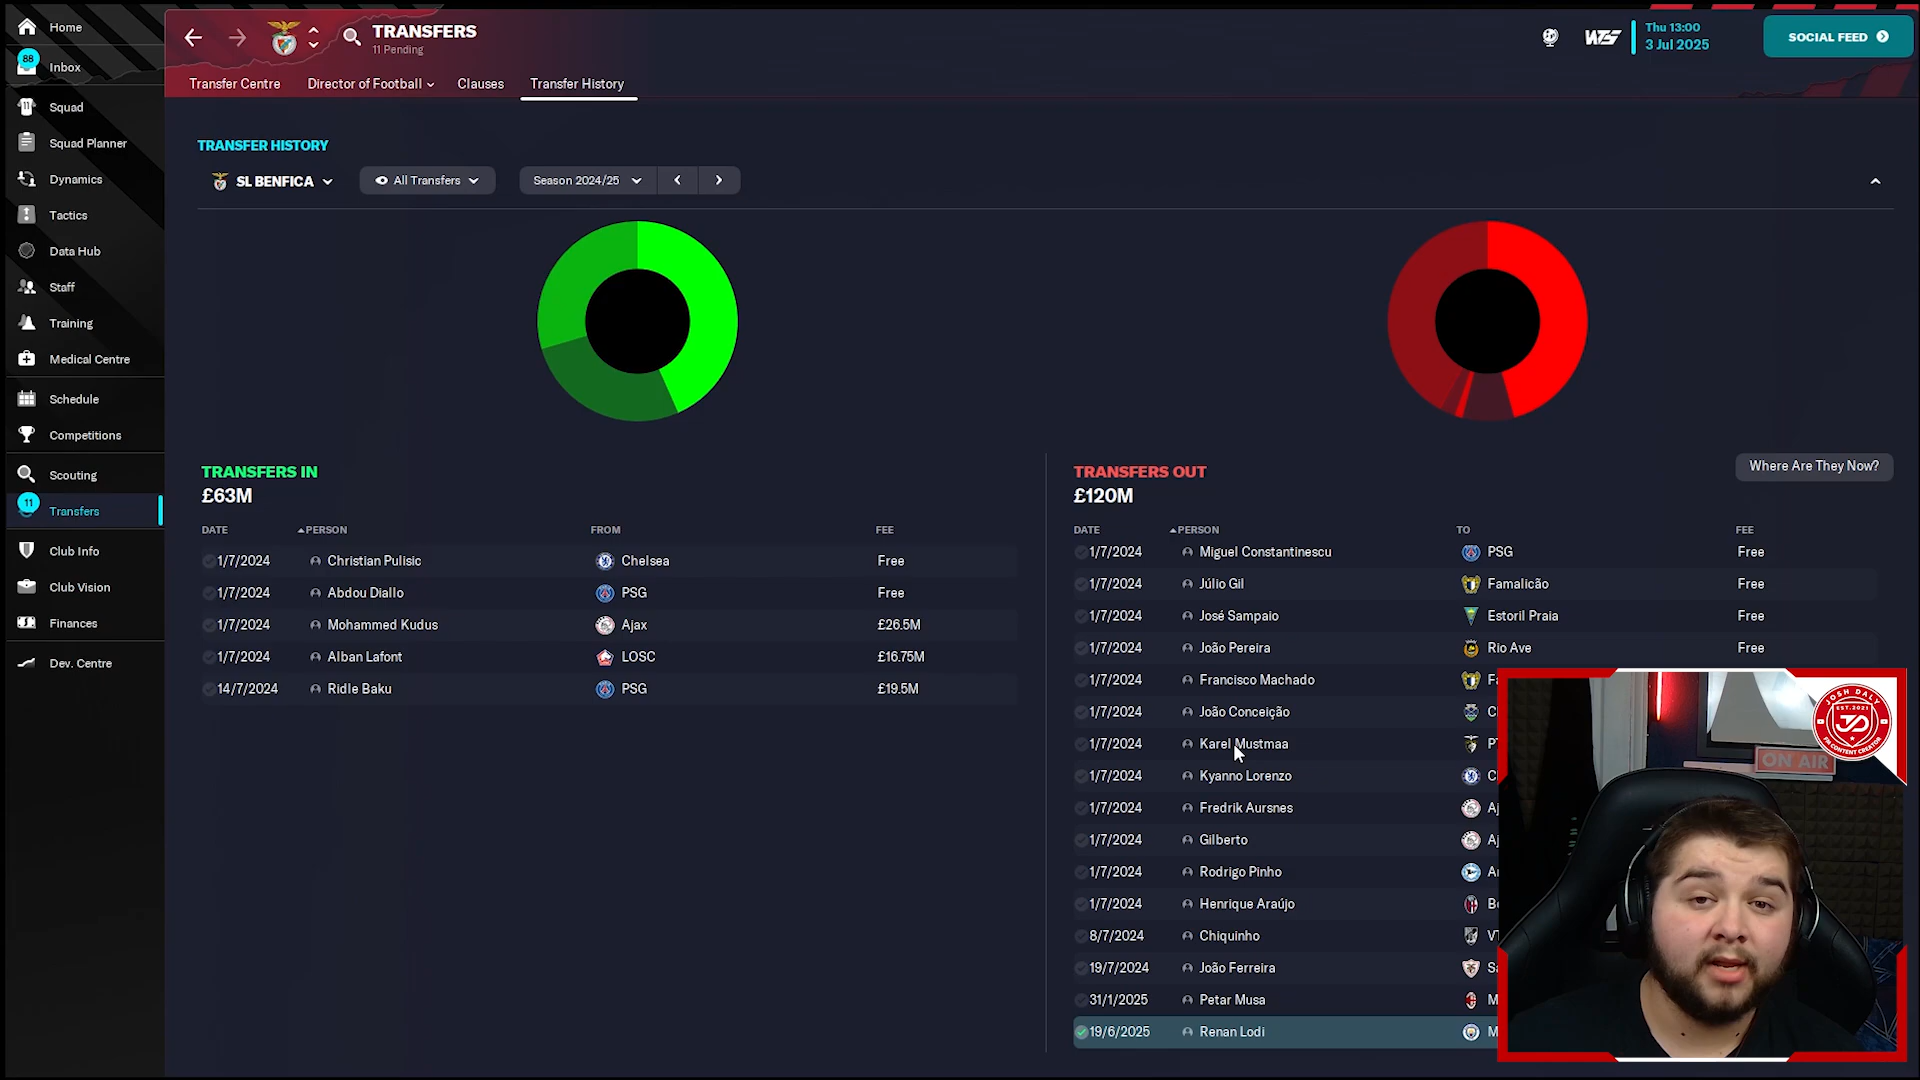 Home
TRANSFERS
11 Pending
Thu 13:00
3 Jul 2025
SOCIAL FEED
88
Inbox
Transfer Centre
Director of Football
Clauses
Transfer History
Squad
Squad Planner
Dynamics
Tactics
Data Hub
Staff
Training
Medical Centre
Schedule
Competitions
Scouting
11
Transfers
Club Info
Club Vision
Finances
Dev. Centre
TRANSFER HISTORY
SL BENFICA
All Transfers
Season 2024/25
TRANSFERS IN
£63M
DATE PERSON FROM FEE
1/7/2024 Christian Pulisic Chelsea Free
1/7/2024 Abdou Diallo PSG Free
1/7/2024 Mohammed Kudus Ajax £26.5M
1/7/2024 Alban Lafont LOSC £16.75M
14/7/2024 Ridle Baku PSG £19.5M
TRANSFERS OUT
£120M
Where Are They Now?
DATE PERSON TO FEE
1/7/2024 Miguel Constantinescu PSG Free
1/7/2024 Júlio Gil Famalicão Free
1/7/2024 José Sampaio Estoril Praia Free
1/7/2024 João Pereira Rio Ave Free
1/7/2024 Francisco Machado
1/7/2024 João Conceição
1/7/2024 Karel Mustmaa
1/7/2024 Kyanno Lorenzo
1/7/2024 Fredrik Aursnes
1/7/2024 Gilberto
1/7/2024 Rodrigo Pinho
1/7/2024 Henrique Araújo
8/7/2024 Chiquinho
19/7/2024 João Ferreira
31/1/2025 Petar Musa
19/6/2025 Renan Lodi
JOSH DALY
EST.2021
JD
FM CONTENT CREATOR
ON AIR